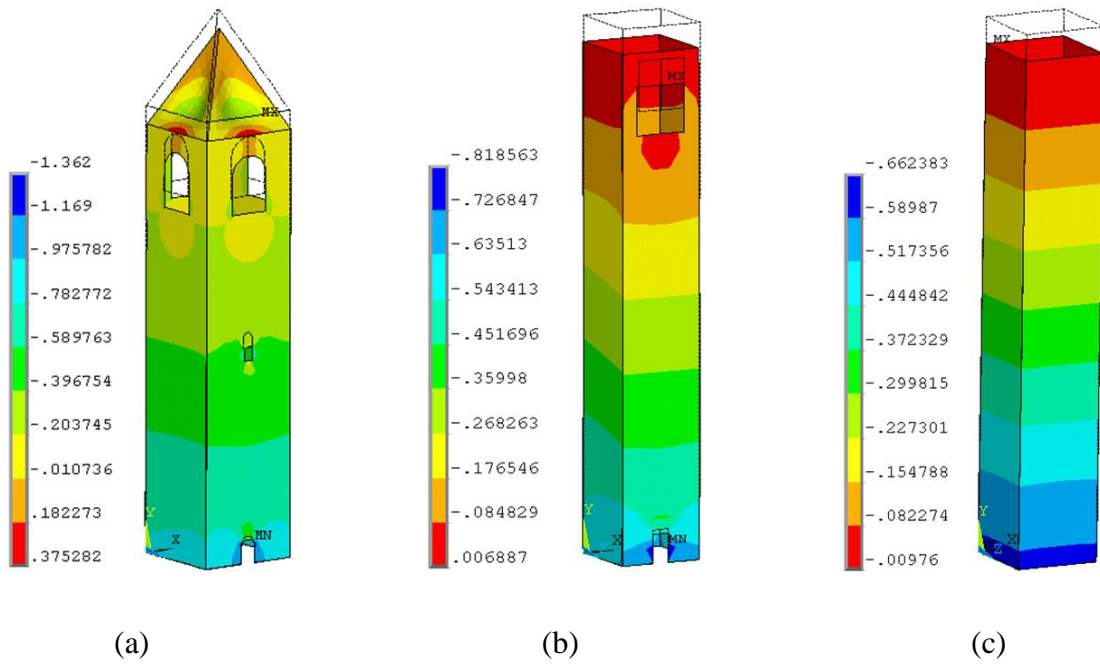 -1.362
-1.169
-.975782
-.782772
-.589763
-.396754
-.203745
-.010736
.182273
.375282
MX
MN
Y
X
(a)
-.818563
-.726847
-.63513
-.543413
-.451696
-.35998
-.268263
-.176546
-.084829
.006887
MX
MN
Y
X
(b)
-.662383
-.58987
-.517356
-.444842
-.372329
-.299815
-.227301
-.154788
-.082274
-.00976
MX
Y
X
Z
(c)